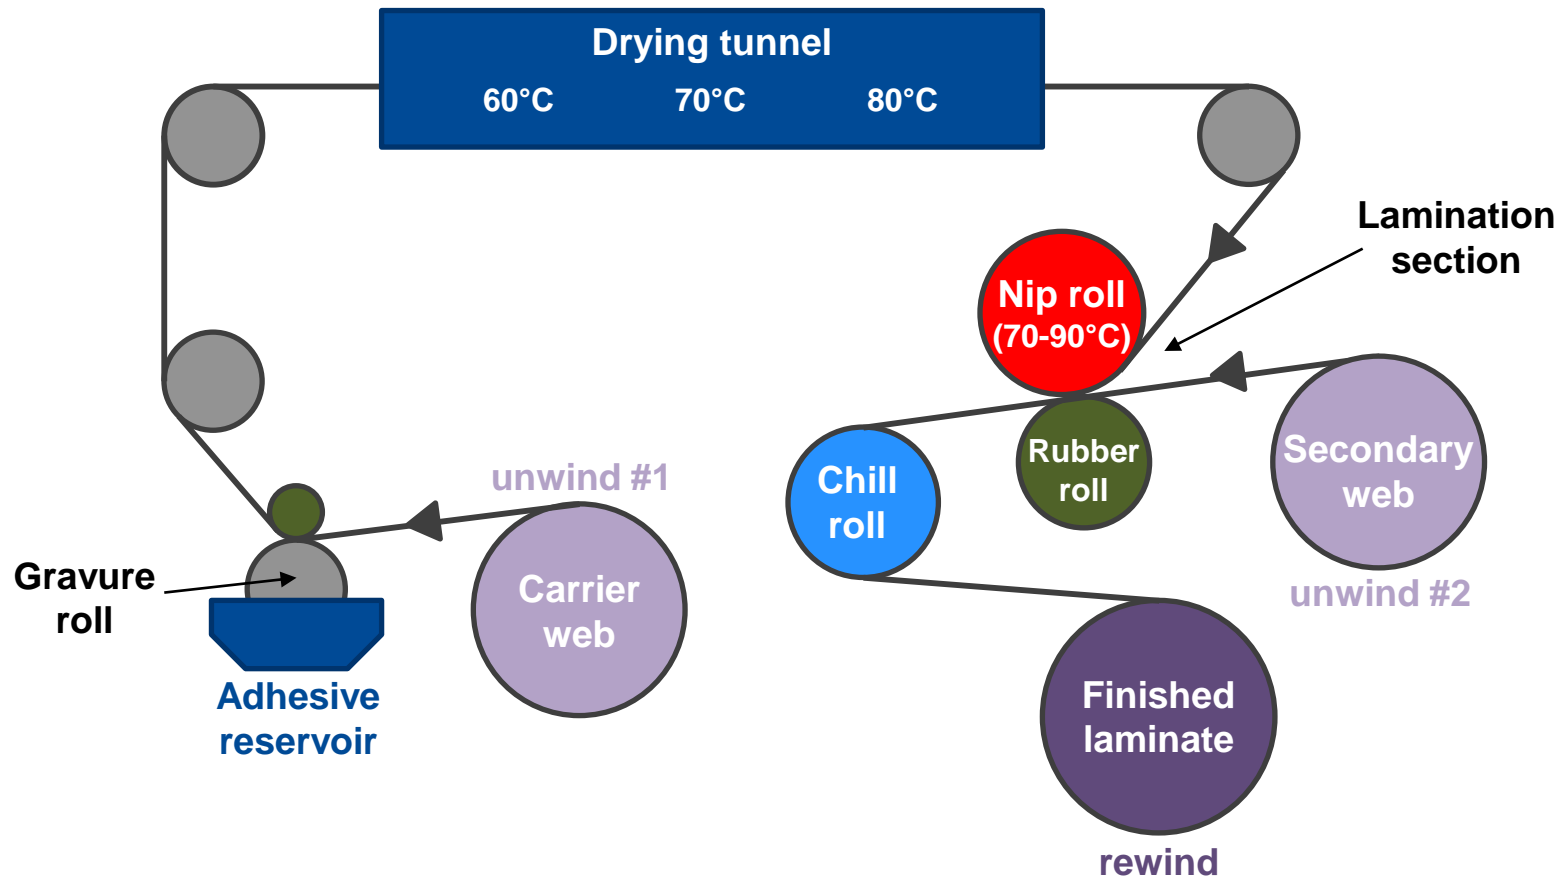 Drying tunnel
60°C 70°C 80°C
Lamination
section
Nip roll
(70-90°C)
Rubber
roll
Secondary
web
unwind #2
Chill
roll
unwind #1
Carrier
web
Gravure
roll
Adhesive
reservoir
Finished
laminate
rewind